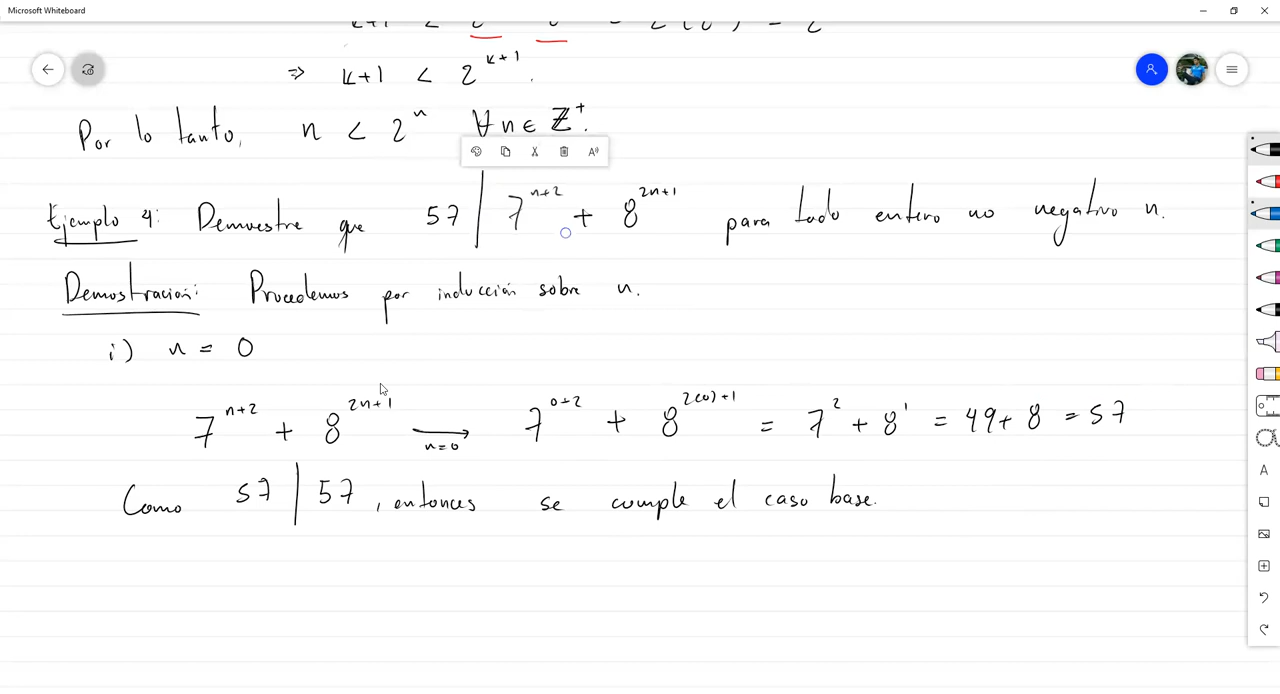 Microsoft Whiteboard
⇒ k+1 < 2^{k+1}.
Por lo tanto, n < 2^n ∀n ∈ ℤ^+.
Ejemplo 4: Demuestre que 57 | 7^{n+2} + 8^{2n+1} para todo entero no negativo n.
Demostración: Procedemos por inducción sobre n.
i) n = 0
7^{n+2} + 8^{2n+1} →_{n=0} 7^{0+2} + 8^{2(0)+1} = 7^2 + 8^1 = 49 + 8 = 57
Como 57 | 57, entonces se cumple el caso base.